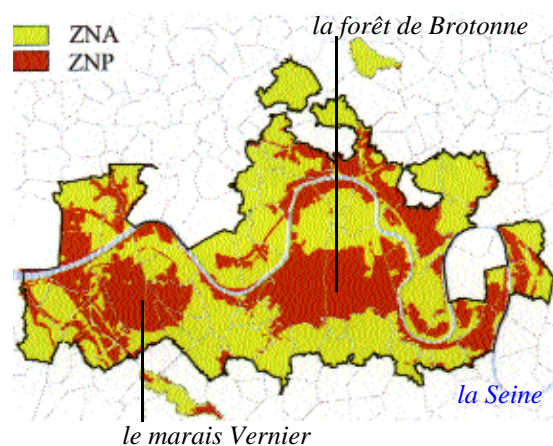 la forêt de Brotonne
ZNA
ZNP
la Seine
le marais Vernier